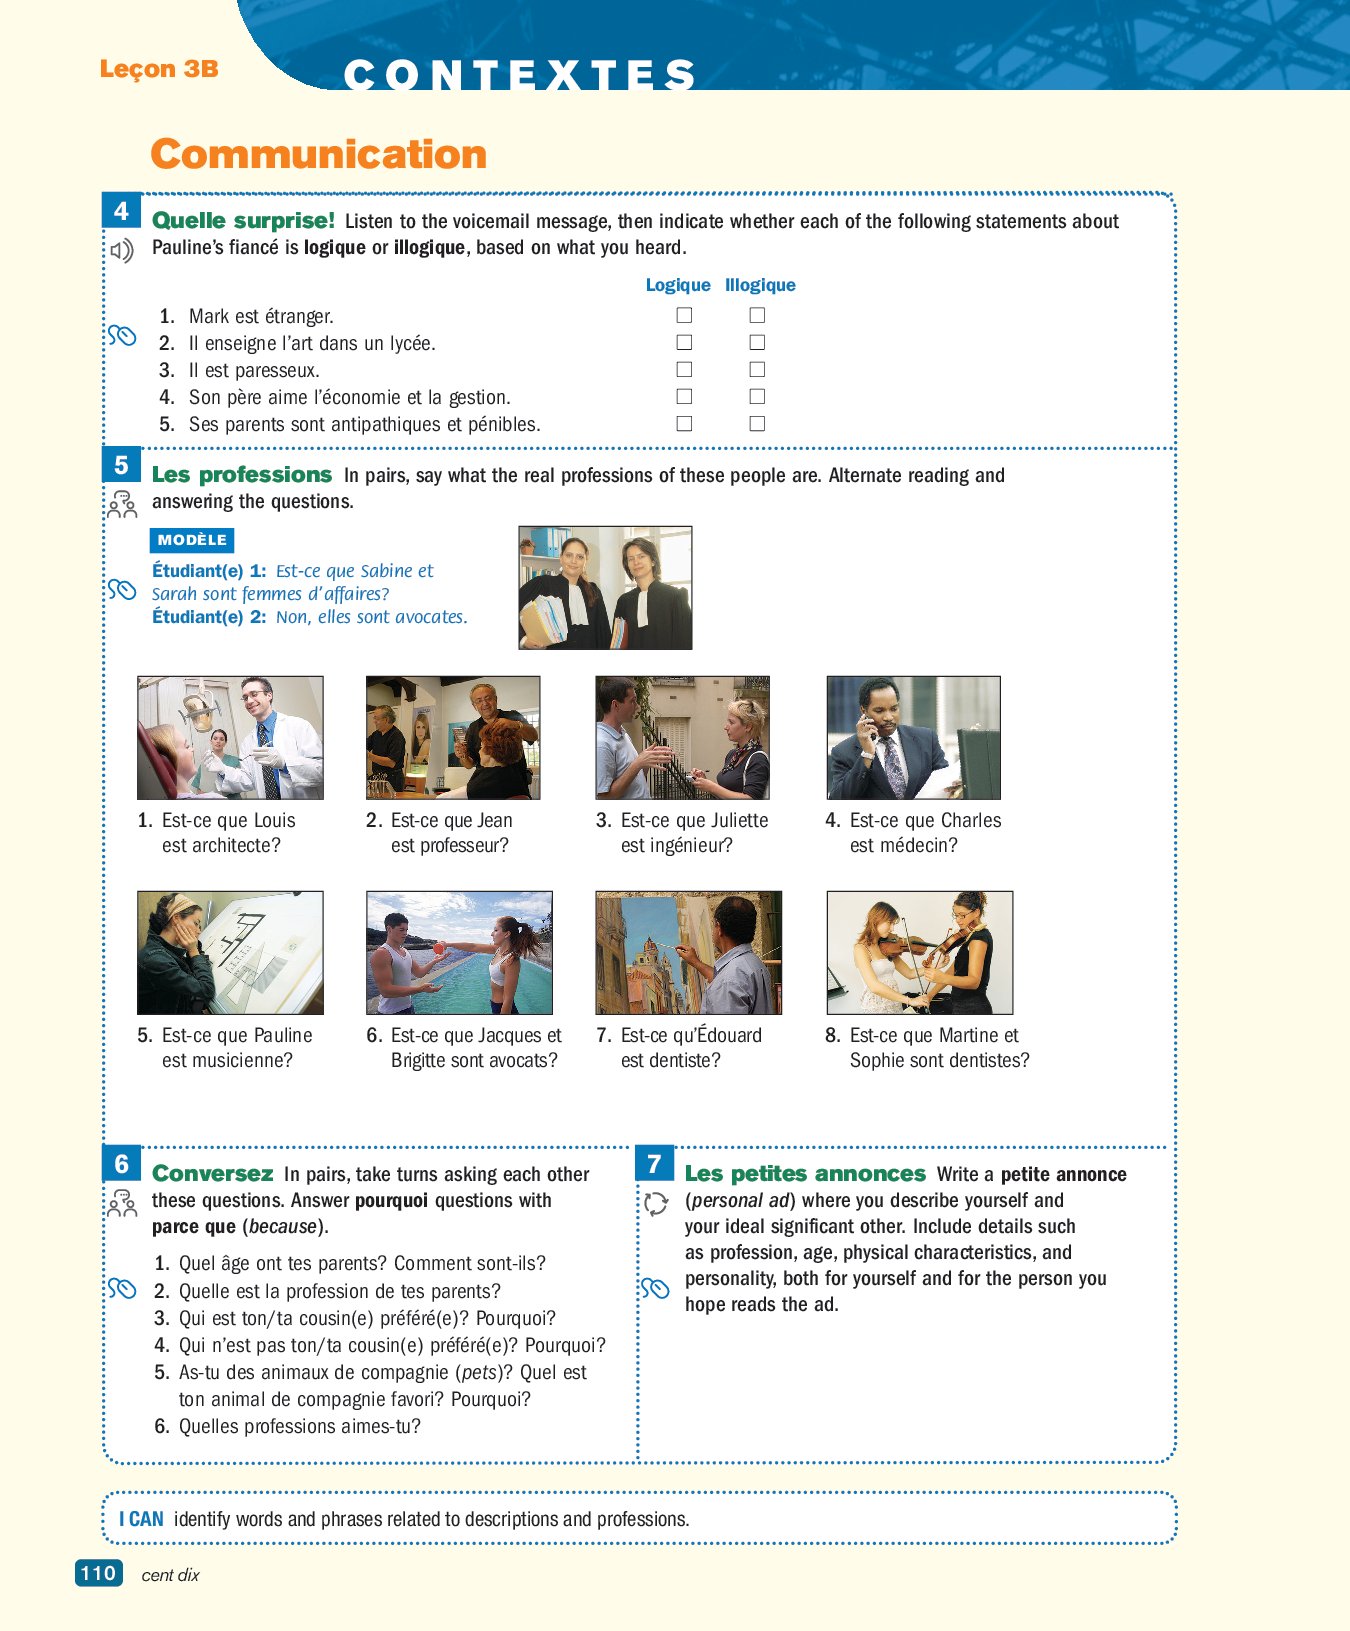 Leçon 3B
CONTEXTES
Communication
4
Quelle surprise! Listen to the voicemail message, then indicate whether each of the following statements about
Pauline's fiancé is logique or illogique, based on what you heard.
Logique Illogique
1. Mark est étranger.
2. Il enseigne l'art dans un lycée.
3. Il est paresseux.
4. Son père aime l'économie et la gestion.
5. Ses parents sont antipathiques et pénibles.
5
Les professions In pairs, say what the real professions of these people are. Alternate reading and
answering the questions.
MODÈLE
Étudiant(e) 1: Est-ce que Sabine et
Sarah sont femmes d'affaires?
Étudiant(e) 2: Non, elles sont avocates.
1. Est-ce que Louis
est architecte?
2. Est-ce que Jean
est professeur?
3. Est-ce que Juliette
est ingénieur?
4. Est-ce que Charles
est médecin?
5. Est-ce que Pauline
est musicienne?
6. Est-ce que Jacques et
Brigitte sont avocats?
7. Est-ce qu'Édouard
est dentiste?
8. Est-ce que Martine et
Sophie sont dentistes?
6
Conversez In pairs, take turns asking each other
these questions. Answer pourquoi questions with
parce que (because).
1. Quel âge ont tes parents? Comment sont-ils?
2. Quelle est la profession de tes parents?
3. Qui est ton/ta cousin(e) préféré(e)? Pourquoi?
4. Qui n'est pas ton/ta cousin(e) préféré(e)? Pourquoi?
5. As-tu des animaux de compagnie (pets)? Quel est
ton animal de compagnie favori? Pourquoi?
6. Quelles professions aimes-tu?
7
Les petites annonces Write a petite annonce
(personal ad) where you describe yourself and
your ideal significant other. Include details such
as profession, age, physical characteristics, and
personality, both for yourself and for the person you
hope reads the ad.
I CAN identify words and phrases related to descriptions and professions.
110 cent dix